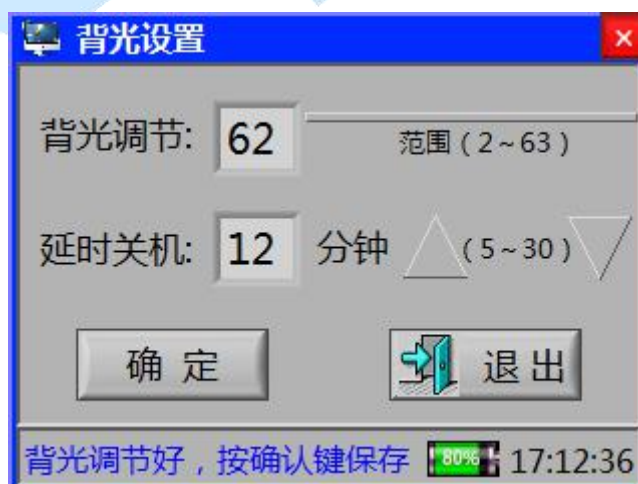 背光设置
背光调节: 62
范围（2~63）
延时关机: 12 分钟 （5~30）
确 定 退 出
背光调节好，按确认键保存 80% 17:12:36